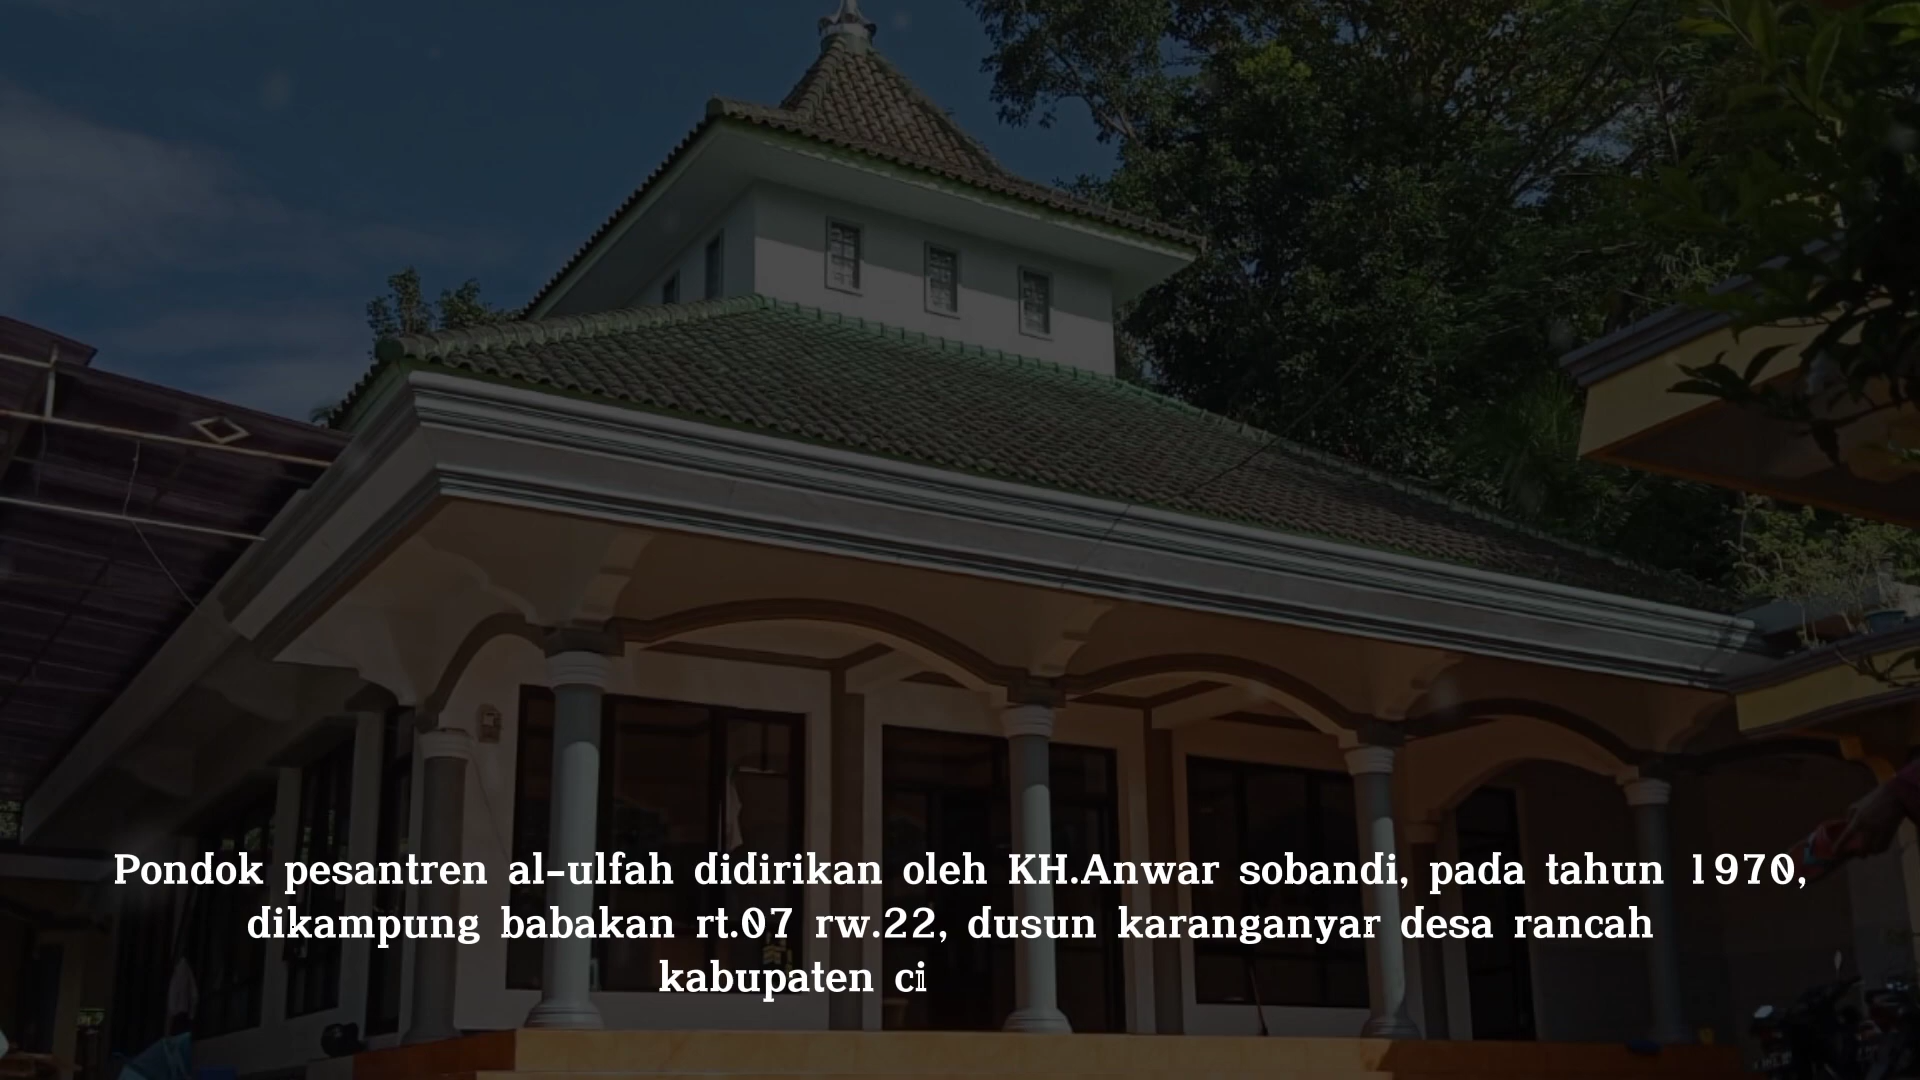 Pondok pesantren al-ulfah didirikan oleh KH.Anwar sobandi, pada tahun 1970,
dikampung babakan rt.07 rw.22, dusun karanganyar desa rancah
kabupaten ci